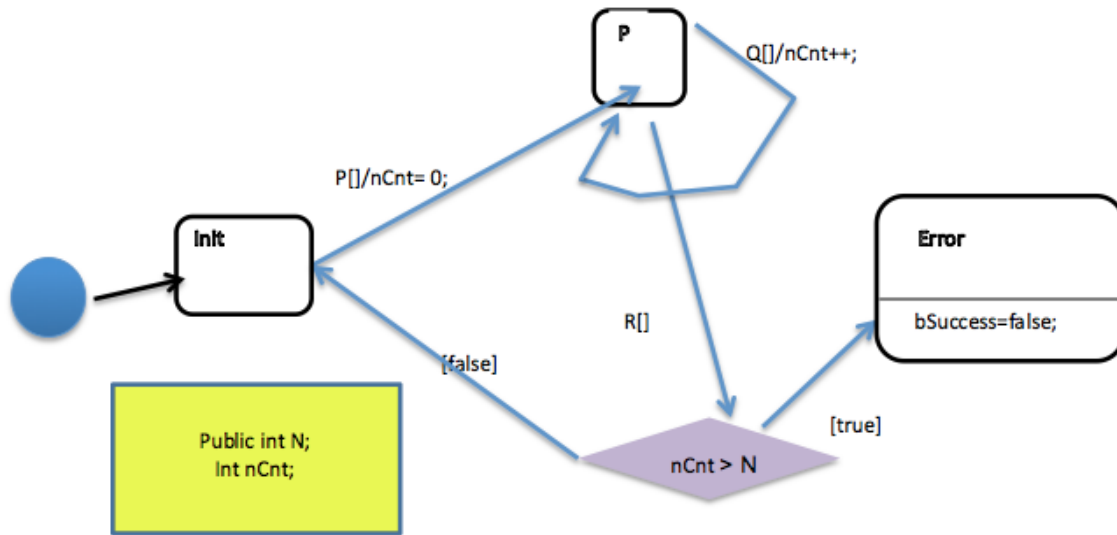 P
Q[]/nCnt++;
P[]/nCnt= 0;
Init
Error
bSuccess=false;
R[]
[false]
[true]
nCnt > N
Public int N;
Int nCnt;